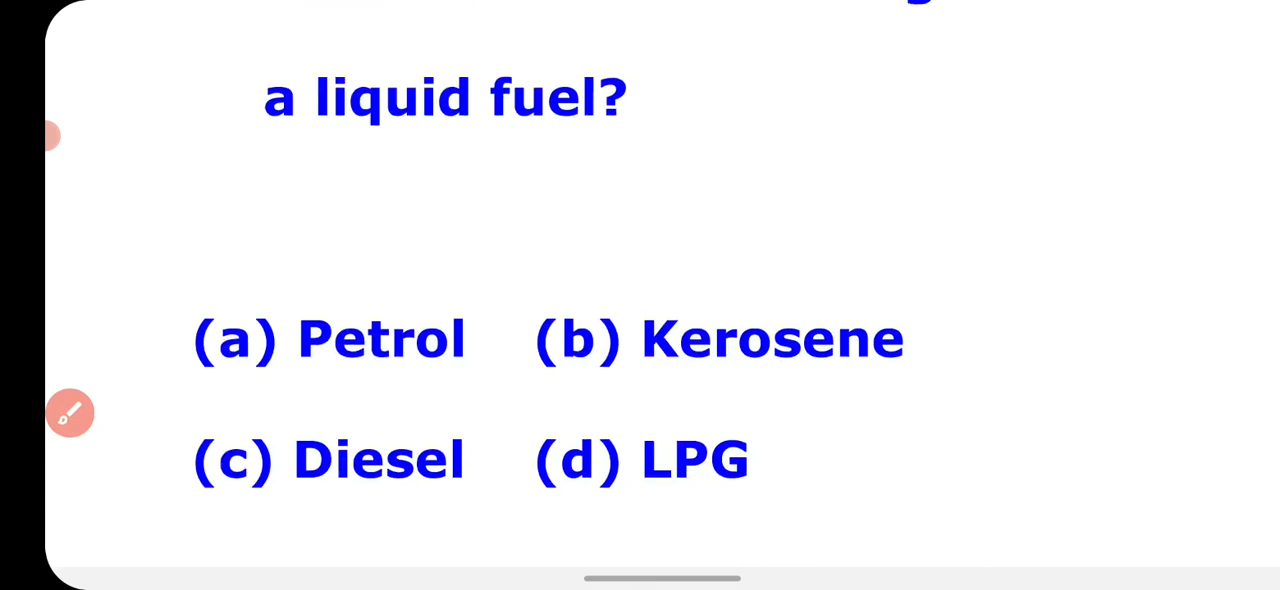 a liquid fuel?
(a) Petrol (b) Kerosene
(c) Diesel (d) LPG